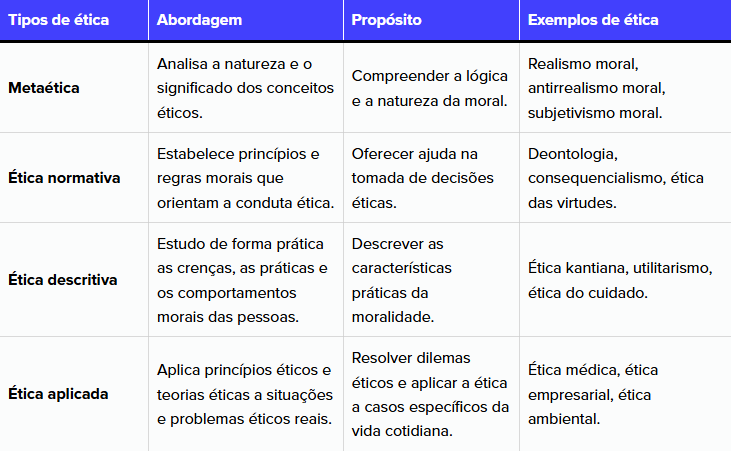 Tipos de ética
Abordagem
Propósito
Exemplos de ética
Metaética
Analisa a natureza e o
significado dos conceitos
éticos.
Compreender a lógica
e a natureza da moral.
Realismo moral,
antirrealismo moral,
subjetivismo moral.
Ética normativa
Estabelece princípios e
regras morais que
orientam a conduta ética.
Oferecer ajuda na
tomada de decisões
éticas.
Deontologia,
consequencialismo, ética
das virtudes.
Ética descritiva
Estudo de forma prática
as crenças, as práticas e
os comportamentos
morais das pessoas.
Descrever as
características
práticas da
moralidade.
Ética kantiana, utilitarismo,
ética do cuidado.
Ética aplicada
Aplica princípios éticos e
teorias éticas a situações
e problemas éticos reais.
Resolver dilemas
éticos e aplicar a ética
a casos específicos da
vida cotidiana.
Ética médica, ética
empresarial, ética
ambiental.